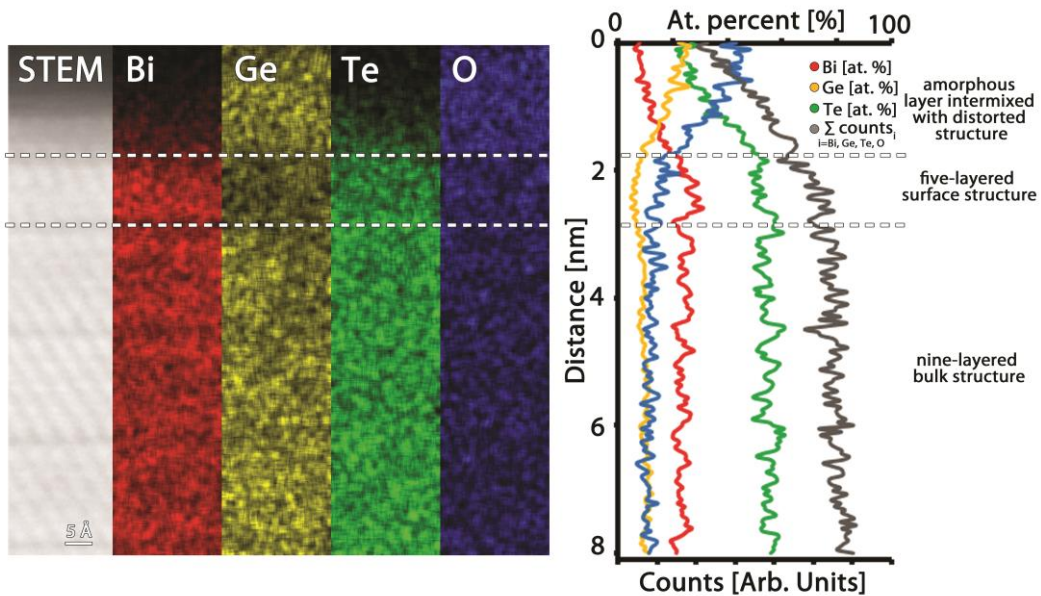 STEM Bi Ge Te O
5 Å
0 At. percent [%] 100
0
2
4
6
8
Distance [nm]
Bi [at. %]
Ge [at. %]
Te [at. %]
Σ counts i
i=Bi, Ge, Te, O
Counts [Arb. Units]
amorphous
layer intermixed
with distorted
structure
five-layered
surface structure
nine-layered
bulk structure